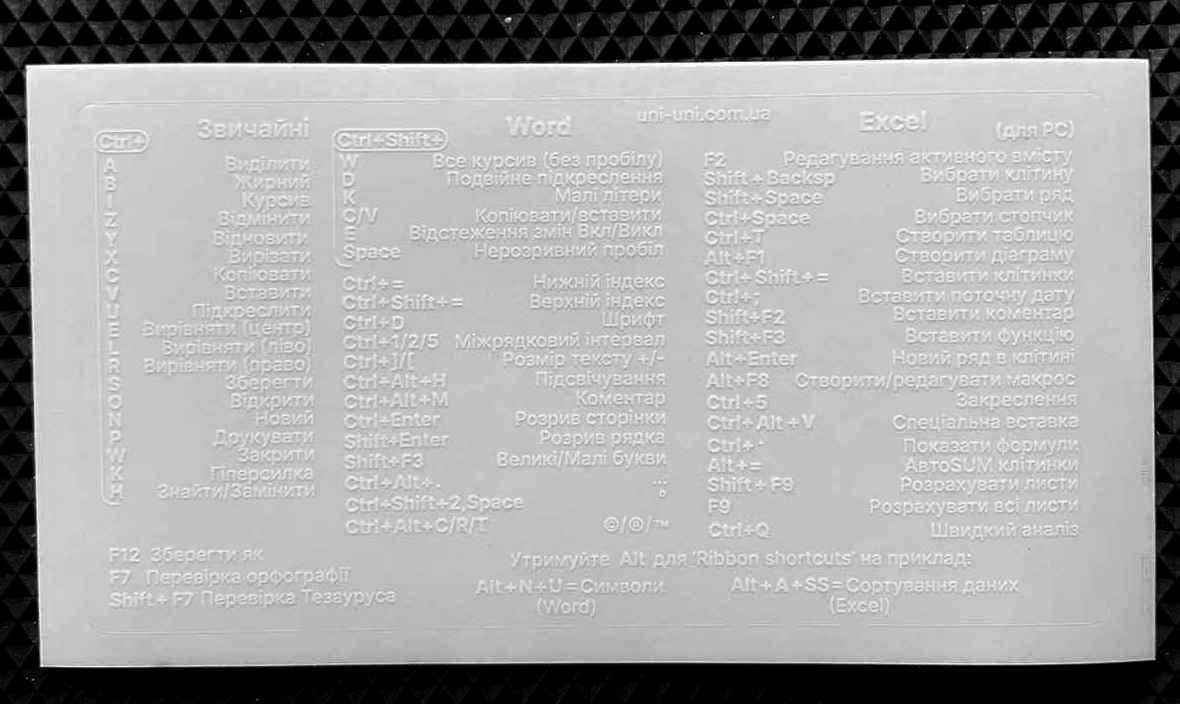 uni-uni.com.ua
Звичайні
Ctrl+
A Виділити
B Жирний
I Курсив
Z Відмінити
Y Відновити
X Вирізати
C Копіювати
V Вставити
U Підкреслити
E Вирівняти (центр)
L Вирівняти (ліво)
R Вирівняти (право)
S Зберегти
O Відкрити
N Новий
P Друкувати
W Закрити
K Гіперсилка
H Знайти/Замінити
F12 Зберегти як
F7 Перевірка орфографії
Shift+F7 Перевірка Тезауруса
Word
Ctrl+Shift+
W Все курсив (без пробілу)
D Подвійне підкреслення
K Малі літери
C/V Копіювати/вставити
E Відстеження змін Вкл/Викл
Space Нерозривний пробіл
Ctrl+= Нижній індекс
Ctrl+Shift+= Верхній індекс
Ctrl+D Шрифт
Ctrl+1/2/5 Міжрядковий інтервал
Ctrl+]/[ Розмір тексту +/-
Ctrl+Alt+H Підсвічування
Ctrl+Alt+M Коментар
Ctrl+Enter Розрив сторінки
Shift+Enter Розрив рядка
Shift+F3 Великі/Малі букви
Ctrl+Alt+. ...
Ctrl+Shift+2,Space °
Ctrl+Alt+C/R/T ©/®/™
Excel (для PC)
F2 Редагування активного вмісту
Shift+Backsp Вибрати клітину
Shift+Space Вибрати ряд
Ctrl+Space Вибрати стопчик
Ctrl+T Створити таблицю
Alt+F1 Створити діаграму
Ctrl+Shift+= Вставити клітинки
Ctrl+; Вставити поточну дату
Shift+F2 Вставити коментар
Shift+F3 Вставити функцію
Alt+Enter Новий ряд в клітині
Alt+F8 Створити/редагувати макрос
Ctrl+5 Закреслення
Ctrl+Alt+V Спеціальна вставка
Ctrl+` Показати формули
Alt+= АвтоSUM клітинки
Shift+F9 Розрахувати листи
F9 Розрахувати всі листи
Ctrl+Q Швидкий аналіз
Утримуйте Alt для 'Ribbon shortcuts' на приклад:
Alt+N+U=Символи (Word)
Alt+A+SS=Сортування даних (Excel)